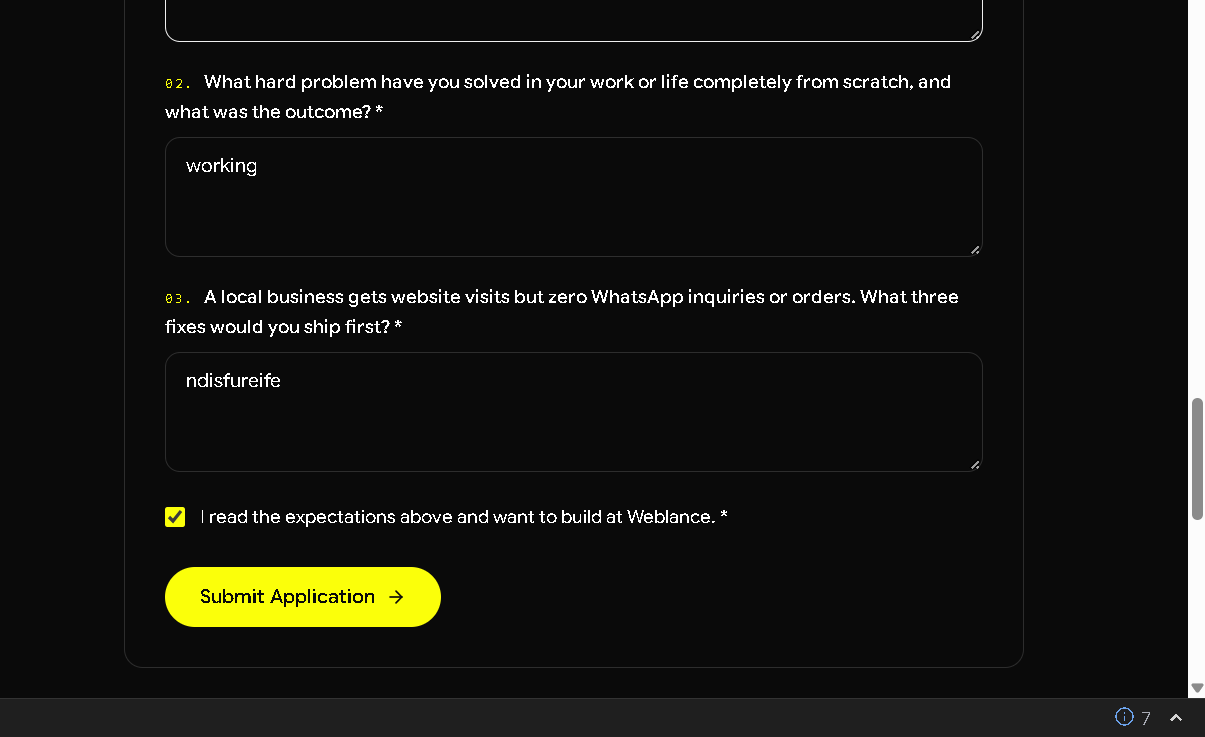 02. What hard problem have you solved in your work or life completely from scratch, and
what was the outcome? *
working
03. A local business gets website visits but zero WhatsApp inquiries or orders. What three
fixes would you ship first? *
ndisfureife
I read the expectations above and want to build at Weblance. *
Submit Application →
7